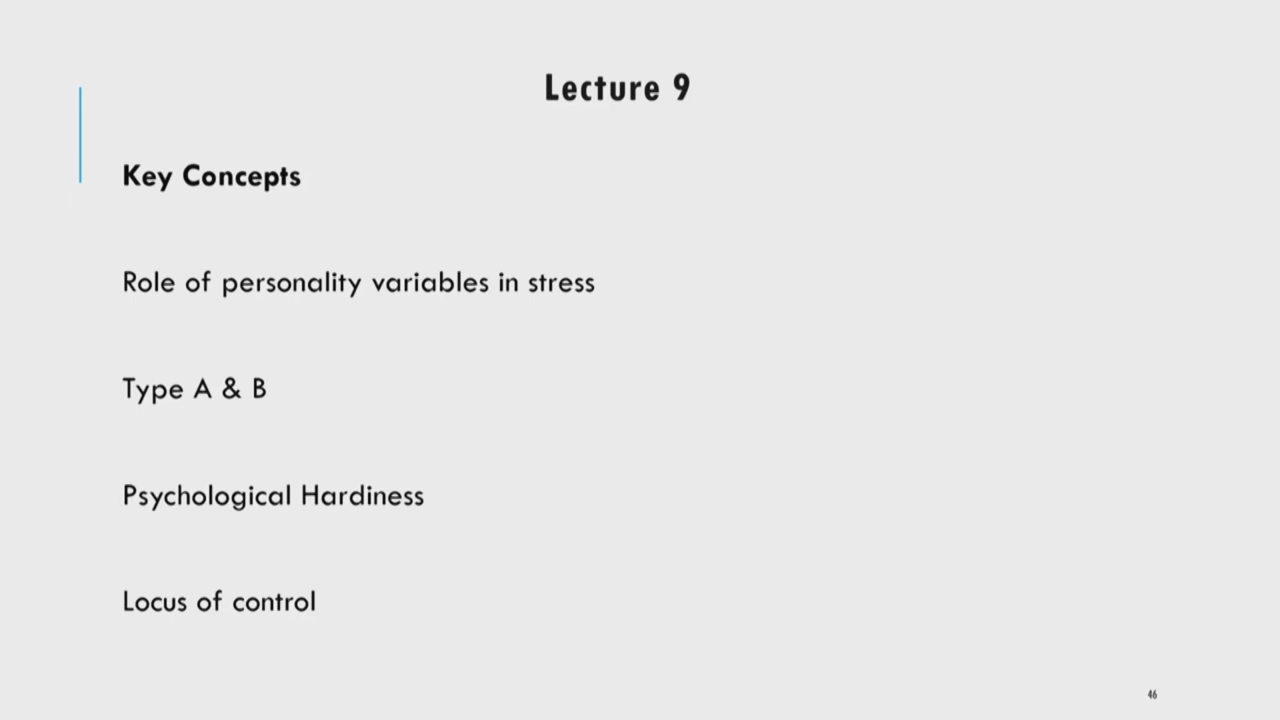 Lecture 9
Key Concepts
Role of personality variables in stress
Type A & B
Psychological Hardiness
Locus of control
46